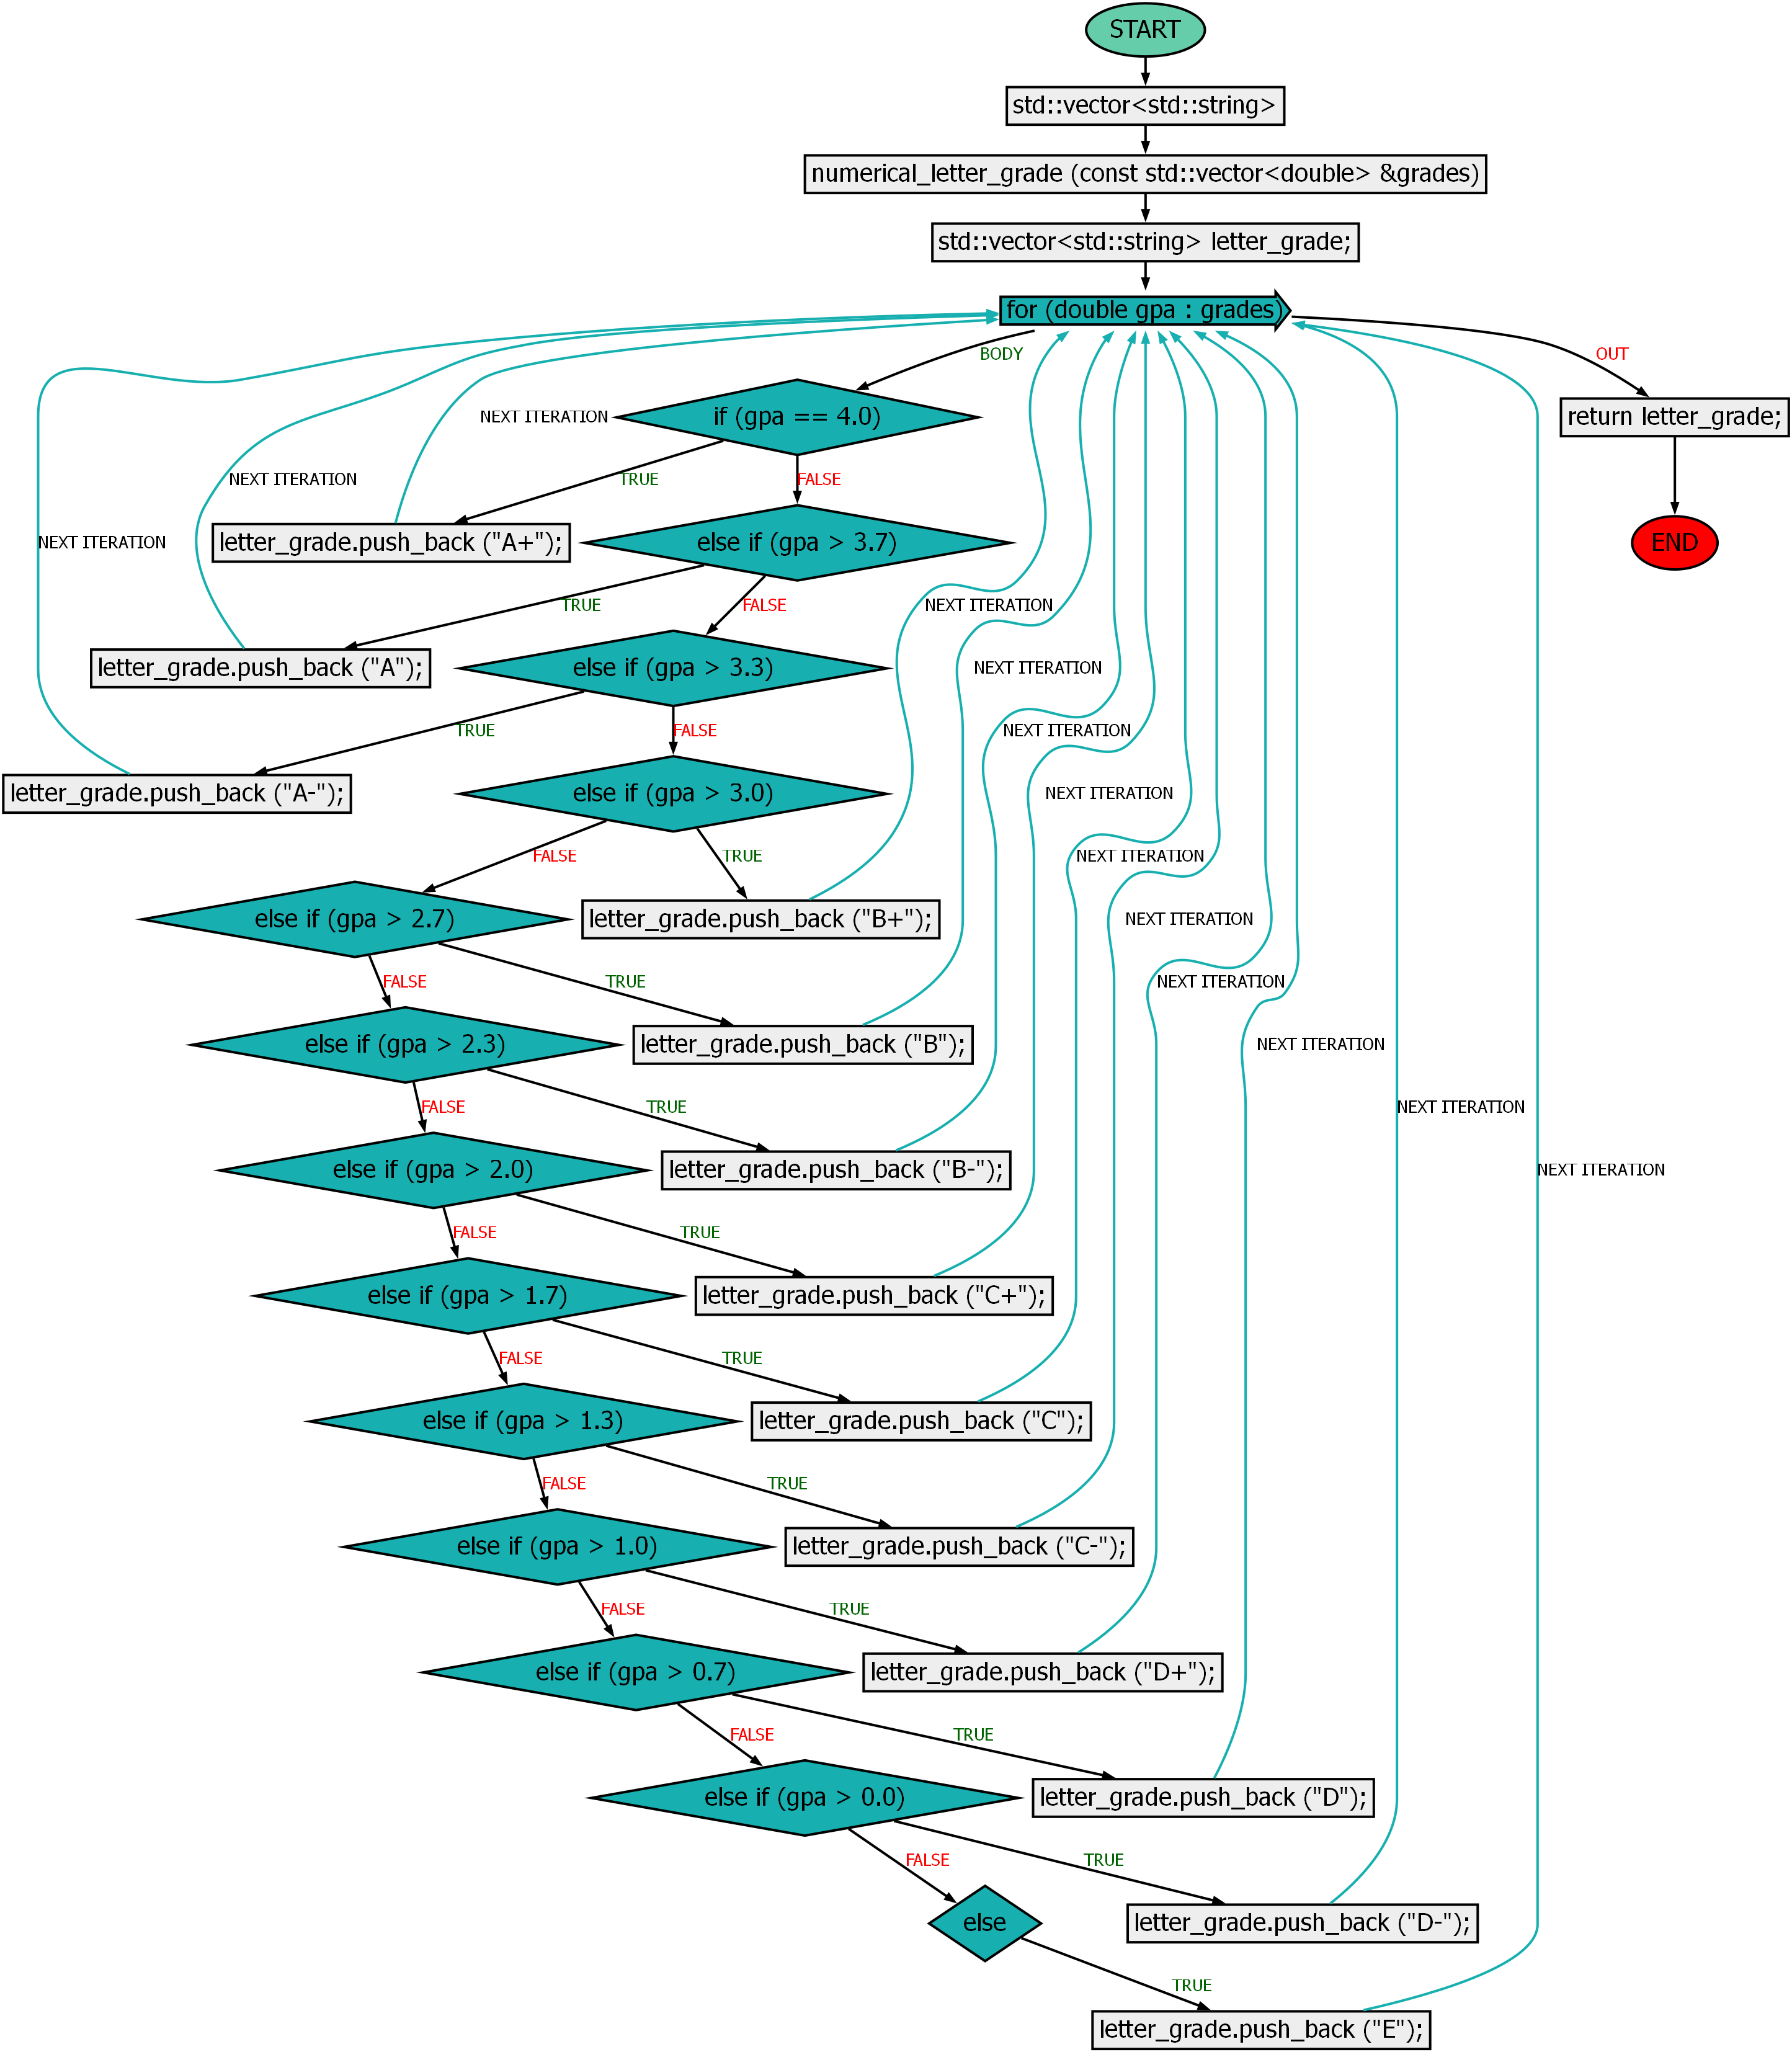 START
std::vector<std::string>
numerical_letter_grade (const std::vector<double> &grades)
std::vector<std::string> letter_grade;
for (double gpa : grades)
BODY
OUT
if (gpa == 4.0)
return letter_grade;
NEXT ITERATION
TRUE
FALSE
NEXT ITERATION
letter_grade.push_back ("A+");
else if (gpa > 3.7)
END
NEXT ITERATION
TRUE
FALSE
NEXT ITERATION
letter_grade.push_back ("A");
else if (gpa > 3.3)
NEXT ITERATION
TRUE
FALSE
NEXT ITERATION
letter_grade.push_back ("A-");
else if (gpa > 3.0)
NEXT ITERATION
FALSE
TRUE
NEXT ITERATION
else if (gpa > 2.7)
letter_grade.push_back ("B+");
NEXT ITERATION
FALSE
TRUE
NEXT ITERATION
else if (gpa > 2.3)
letter_grade.push_back ("B");
NEXT ITERATION
FALSE
TRUE
NEXT ITERATION
else if (gpa > 2.0)
letter_grade.push_back ("B-");
NEXT ITERATION
FALSE
TRUE
else if (gpa > 1.7)
letter_grade.push_back ("C+");
FALSE
TRUE
else if (gpa > 1.3)
letter_grade.push_back ("C");
FALSE
TRUE
else if (gpa > 1.0)
letter_grade.push_back ("C-");
FALSE
TRUE
else if (gpa > 0.7)
letter_grade.push_back ("D+");
FALSE
TRUE
else if (gpa > 0.0)
letter_grade.push_back ("D");
FALSE
TRUE
else
letter_grade.push_back ("D-");
TRUE
letter_grade.push_back ("E");